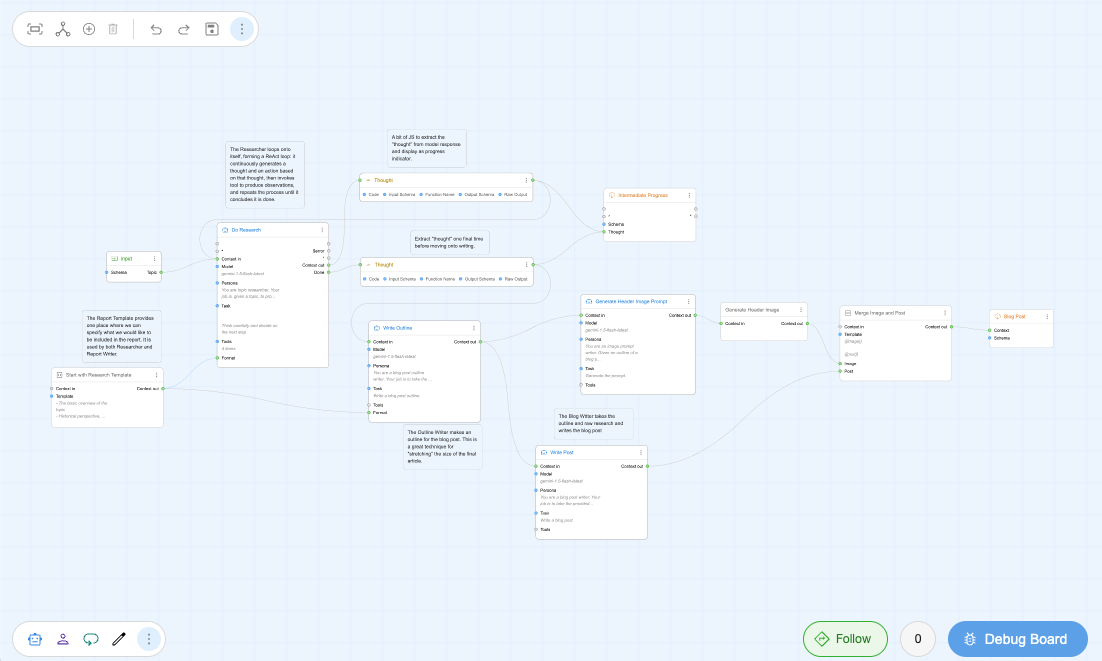 A bit of JS to extract the
"thought" from model response
and display as progress
indicator.
The Researcher loops onto
itself, forming a ReAct loop: it
continuously generates a
thought and an action based
on that thought, then invokes
tool to produce observations,
and repeats the process until it
concludes it is done.
Thought
Code Input Schema Function Name Output Schema Raw Output
Intermediate Progress
*
*
Schema
Thought
Do Research
$error
*
*
Context in
Context out
Model
Done
gemini-1.5-flash-latest
Persona
You are topic researcher. Your
job is, given a topic, to pro...
Task
Think carefully and decide on
the next step
Tools
4 items
Format
Extract "thought" one final time
before moving onto writing.
Input
Schema Topic
Thought
Code Input Schema Function Name Output Schema Raw Output
The Report Template provides
one place where we can
specify what we would like to
be included in the report. It is
used by both Researcher and
Report Writer.
Start with Research Template
Context in Context out
Template
- The basic overview of the
topic
- Historical perspective, ...
Write Outline
Context in Context out
Model
gemini-1.5-flash-latest
Persona
You are a blog post outline
writer. Your job is to take the ...
Task
Write a blog post outline
Tools
Format
The Outline Writer makes an
outline for the blog post. This is
a great technique for
"stretching" the size of the final
article.
Generate Header Image Prompt
Context in Context out
Model
gemini-1.5-flash-latest
Persona
You are an image prompt
writer. Given an outline of a
blog p...
Task
Generate the prompt
Tools
Generate Header Image
Context in Context out
Merge Image and Post
Context in Context out
Template
{{image}}
{{post}}
Image
Post
Blog Post
Context
Schema
The Blog Writer takes the
outline and raw research and
writes the blog post
Write Post
Context in Context out
Model
gemini-1.5-flash-latest
Persona
You are a blog post writer. Your
job is to take the provided ...
Task
Write a blog post
Tools
Follow
0
Debug Board